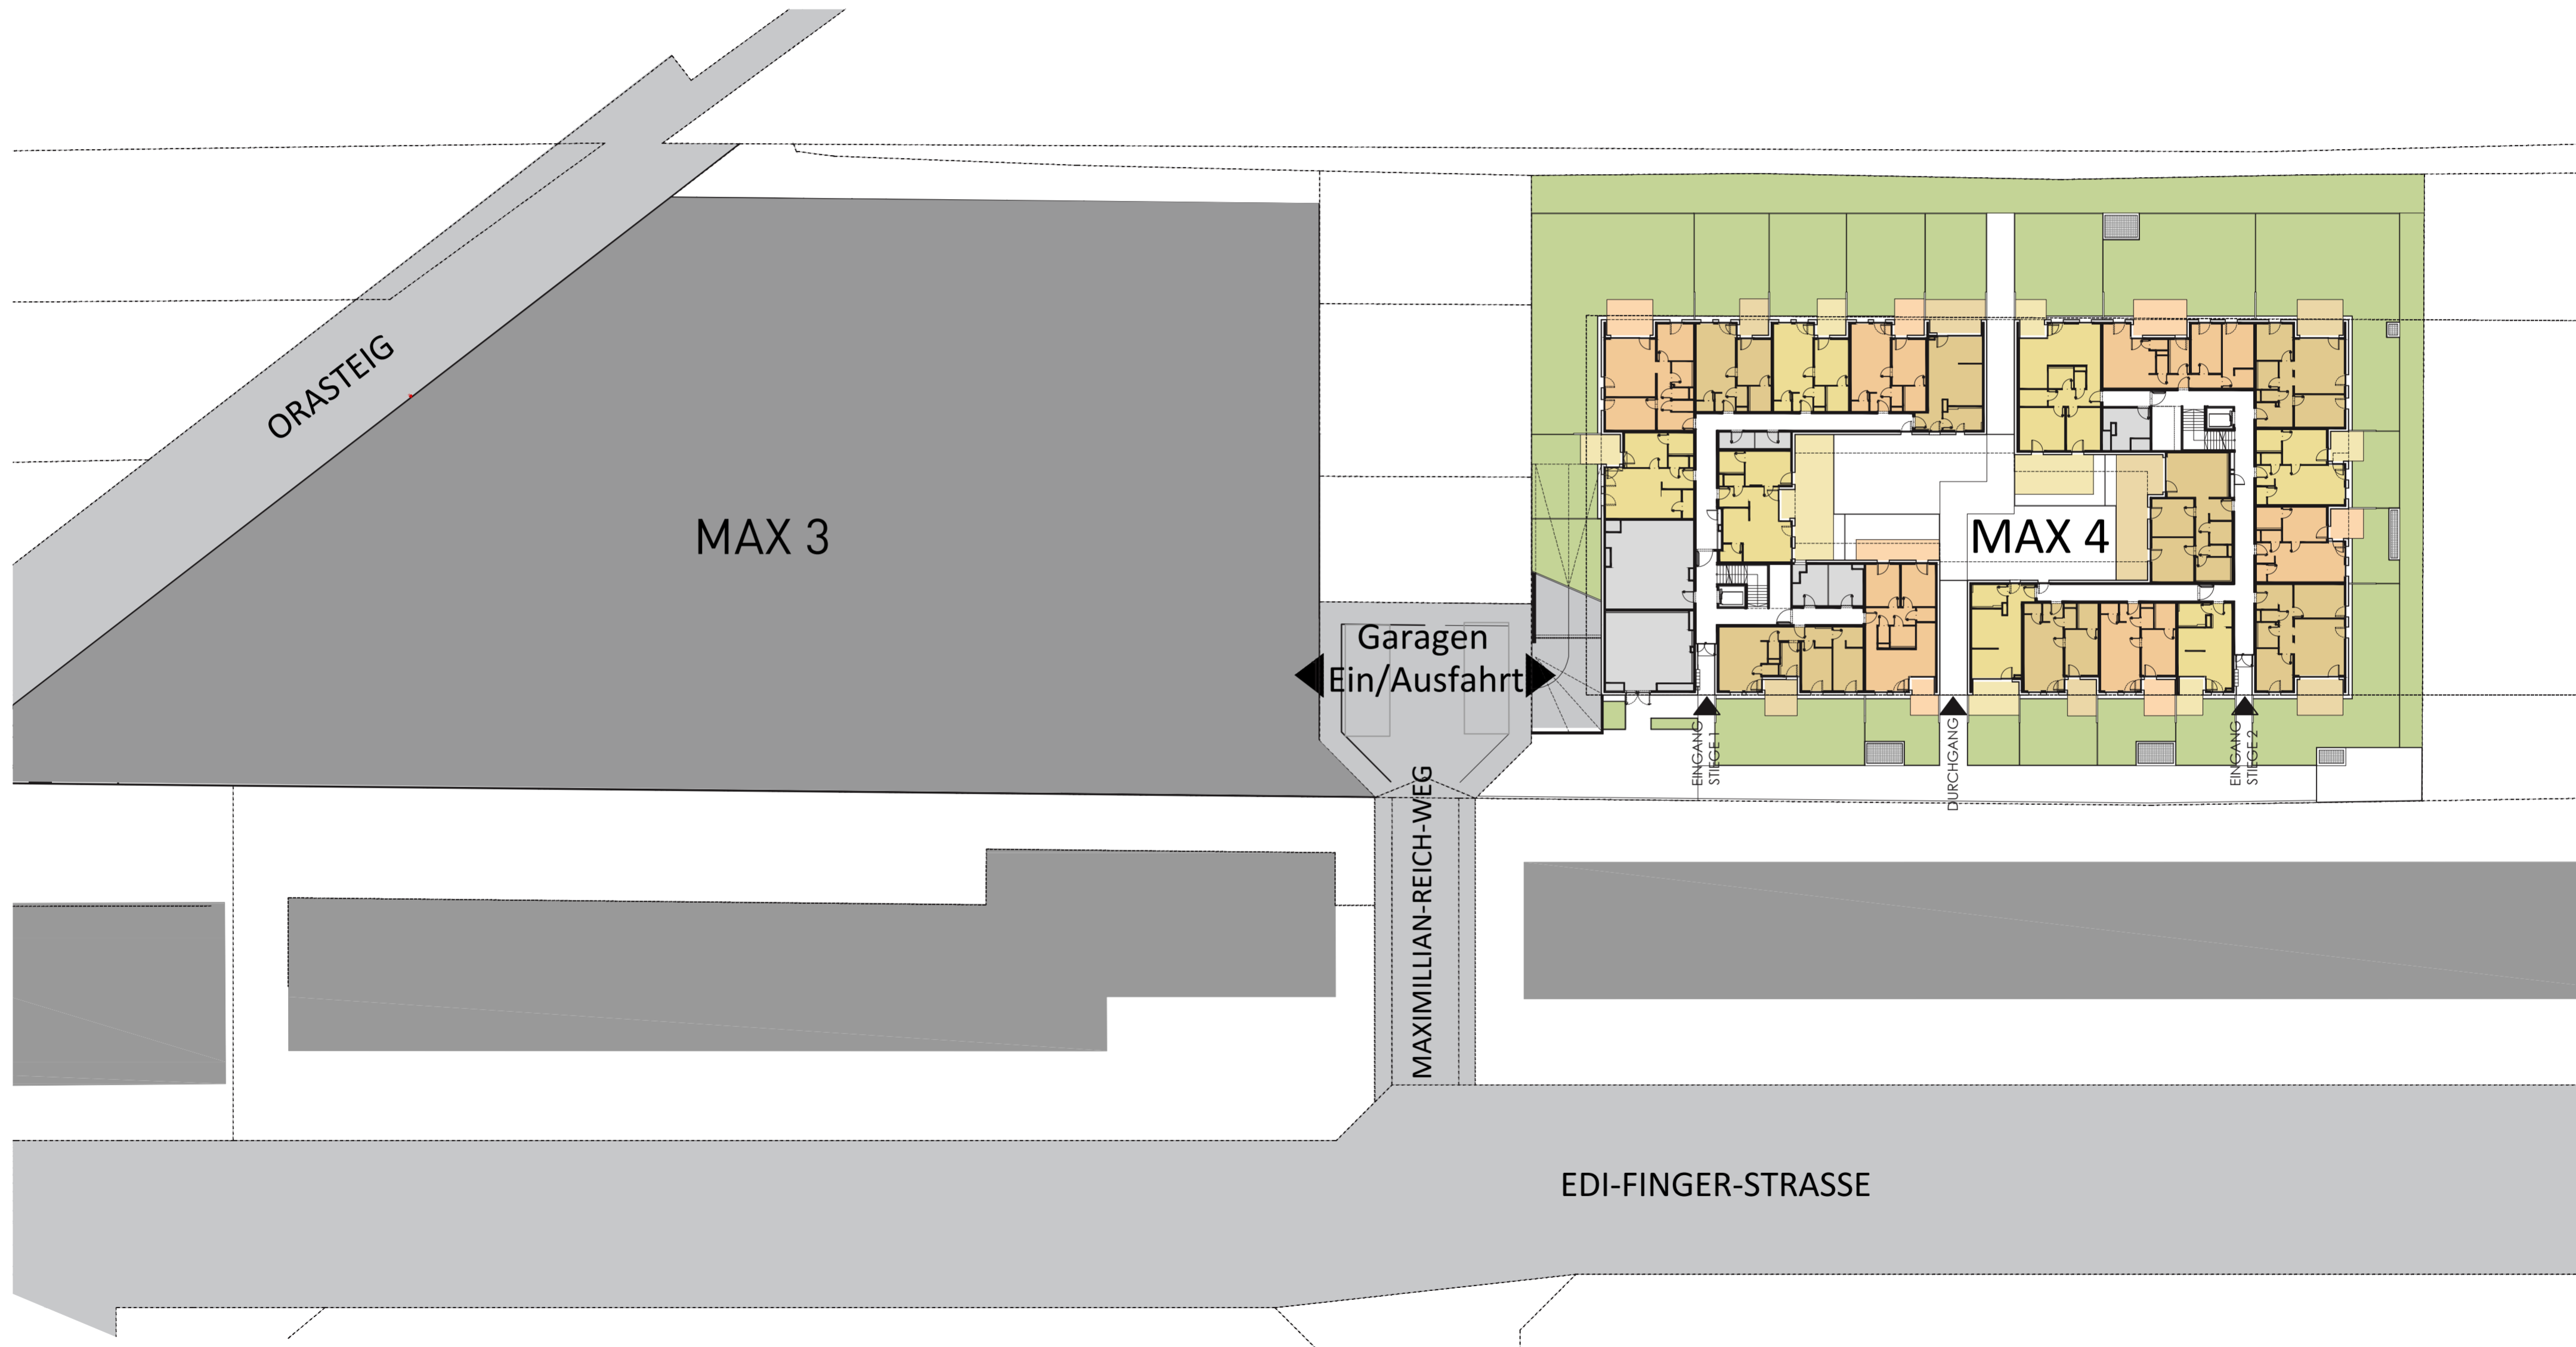 ORASTEIG
MAX 3
MAX 4
Garagen
Ein/Ausfahrt
EINGANG
STIEGE 1
DURCHGANG
EINGANG
STIEGE 2
MAXIMILLIAN-REICH-WEG
EDI-FINGER-STRASSE